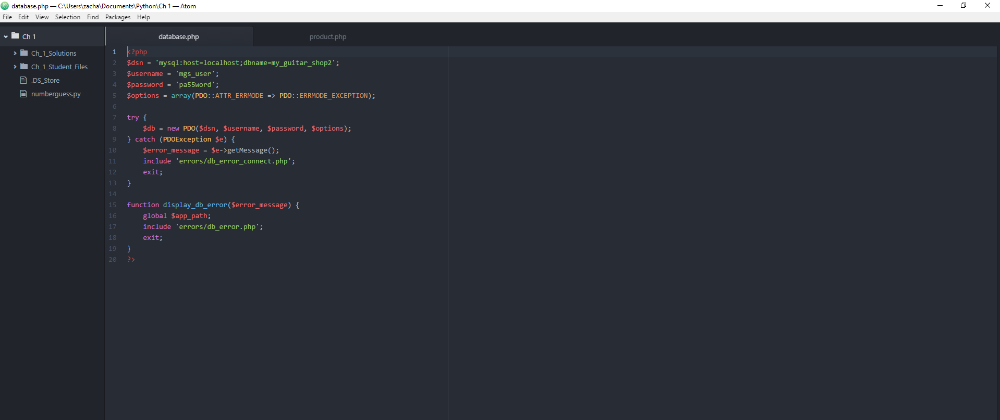 database.php — C:\Users\zacha\Documents\Python\Ch 1 — Atom
File Edit View Selection Find Packages Help
Ch 1
Ch_1_Solutions
Ch_1_Student_Files
.DS_Store
numberguess.py
database.php product.php
1 <?php
2 $dsn = 'mysql:host=localhost;dbname=my_guitar_shop2';
3 $username = 'mgs_user';
4 $password = 'pa55word';
5 $options = array(PDO::ATTR_ERRMODE => PDO::ERRMODE_EXCEPTION);
6
7 try {
8     $db = new PDO($dsn, $username, $password, $options);
9 } catch (PDOException $e) {
10     $error_message = $e->getMessage();
11     include 'errors/db_error_connect.php';
12     exit;
13 }
14
15 function display_db_error($error_message) {
16     global $app_path;
17     include 'errors/db_error.php';
18     exit;
19 }
20 ?>